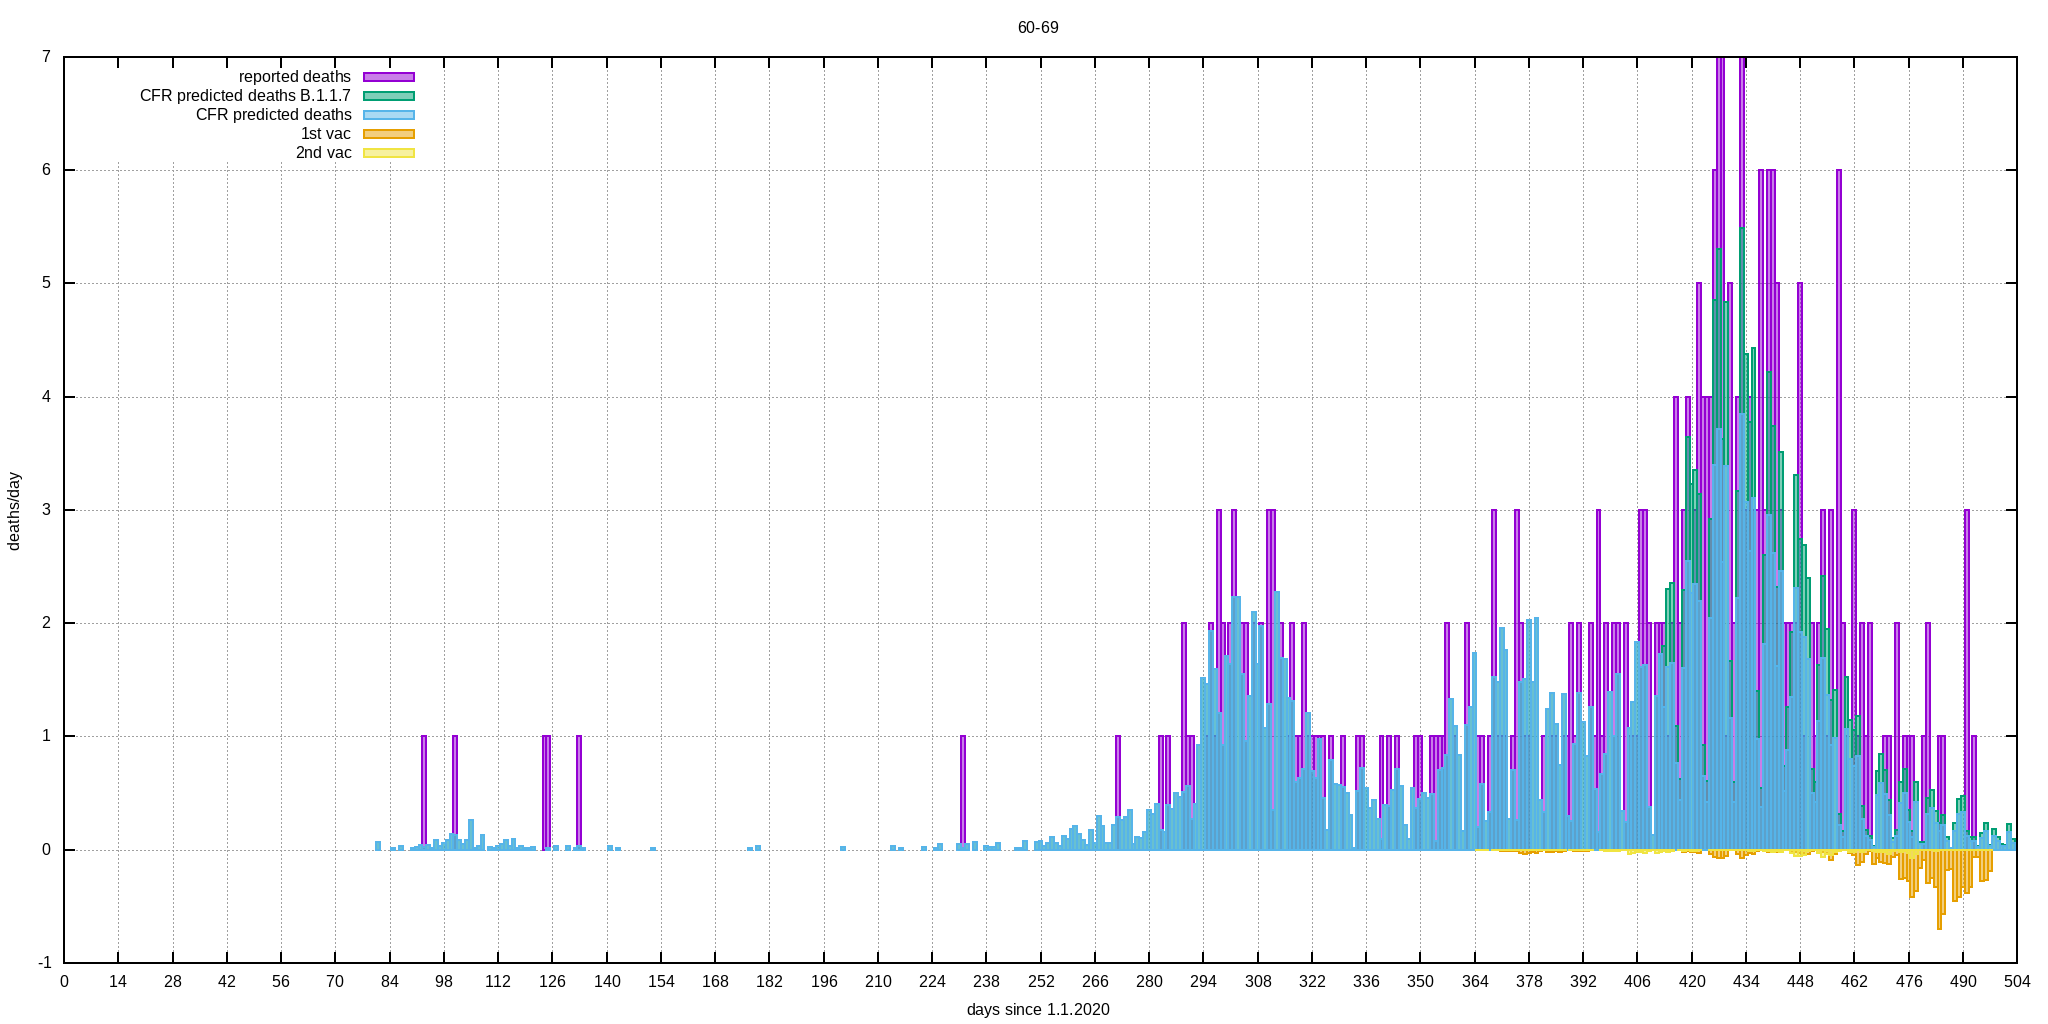 60-69
reported deaths
CFR predicted deaths B.1.1.7
CFR predicted deaths
1st vac
2nd vac
7
6
5
4
3
2
1
0
-1
deaths/day
0 14 28 42 56 70 84 98 112 126 140 154 168 182 196 210 224 238 252 266 280 294 308 322 336 350 364 378 392 406 420 434 448 462 476 490 504
days since 1.1.2020